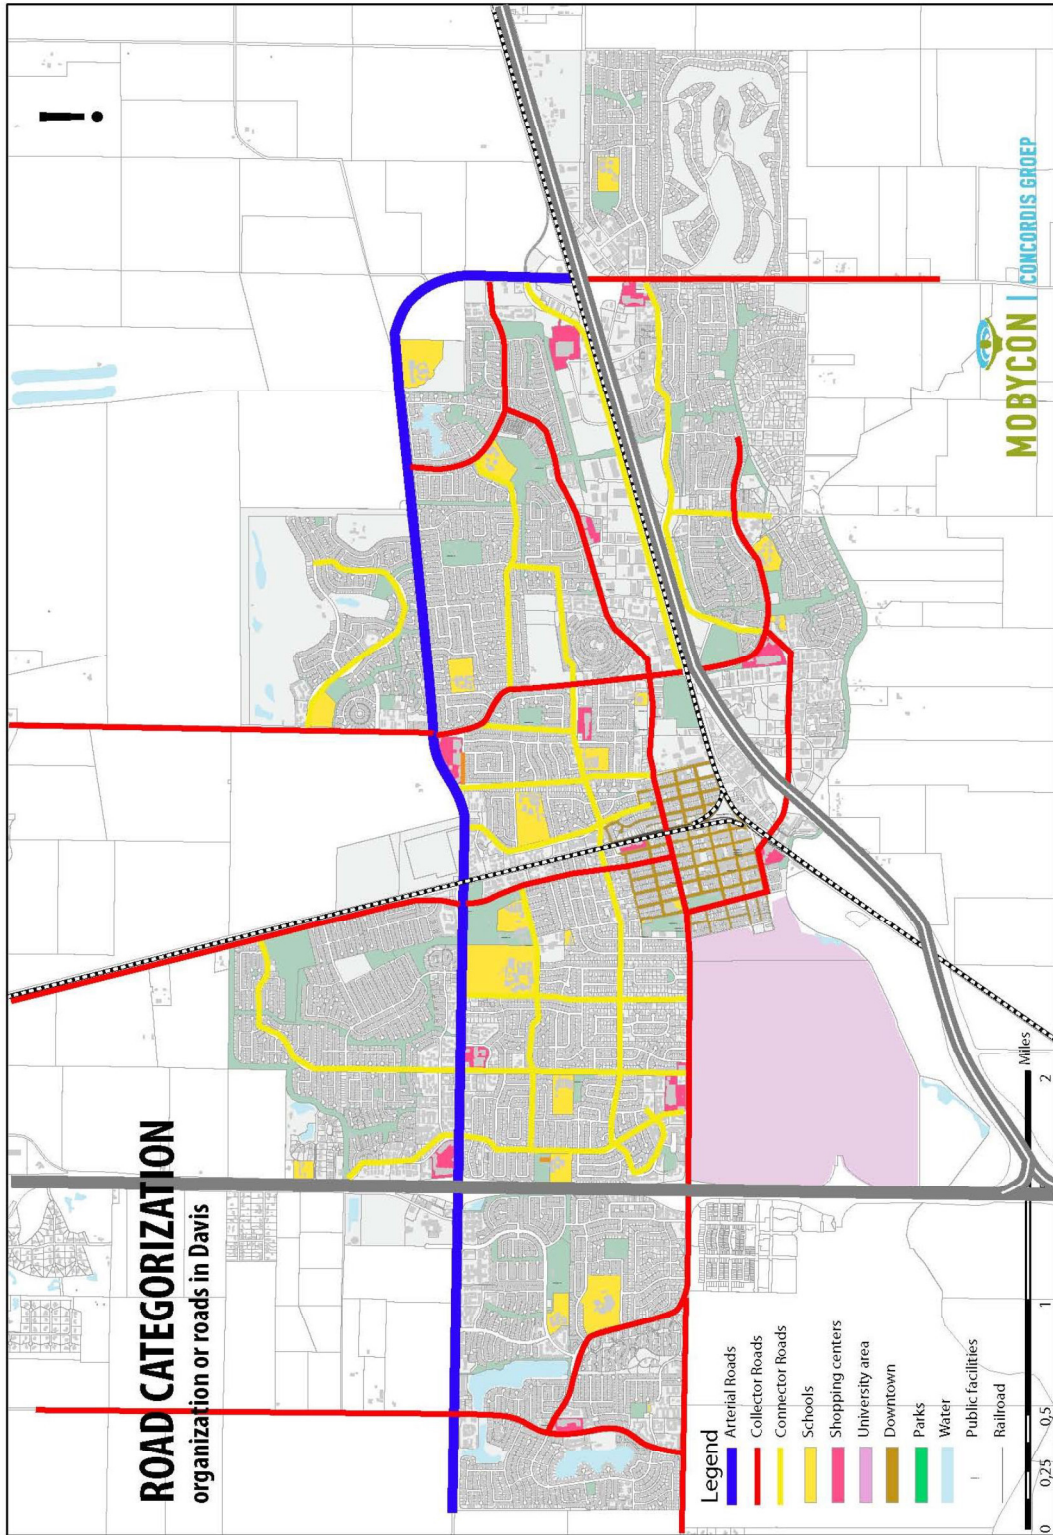 ROAD CATEGORIZATION
organization or roads in Davis
Legend
Arterial Roads
Collector Roads
Connector Roads
Schools
Shopping centers
University area
Downtown
Parks
Water
Public facilities
Railroad
0 0,25 0,5 1 2
Miles
MOBYCON | CONCORDIS GROEP